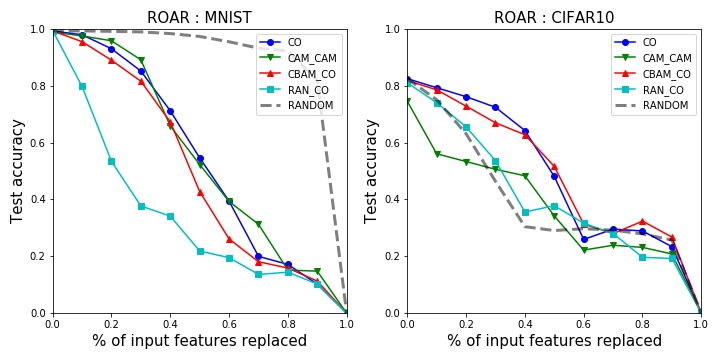 ROAR : MNIST
Test accuracy
1.0
0.8
0.6
0.4
0.2
0.0
CO
CAM_CAM
CBAM_CO
RAN_CO
RANDOM
0.0 0.2 0.4 0.6 0.8 1.0
% of input features replaced
ROAR : CIFAR10
Test accuracy
1.0
0.8
0.6
0.4
0.2
0.0
CO
CAM_CAM
CBAM_CO
RAN_CO
RANDOM
0.0 0.2 0.4 0.6 0.8 1.0
% of input features replaced